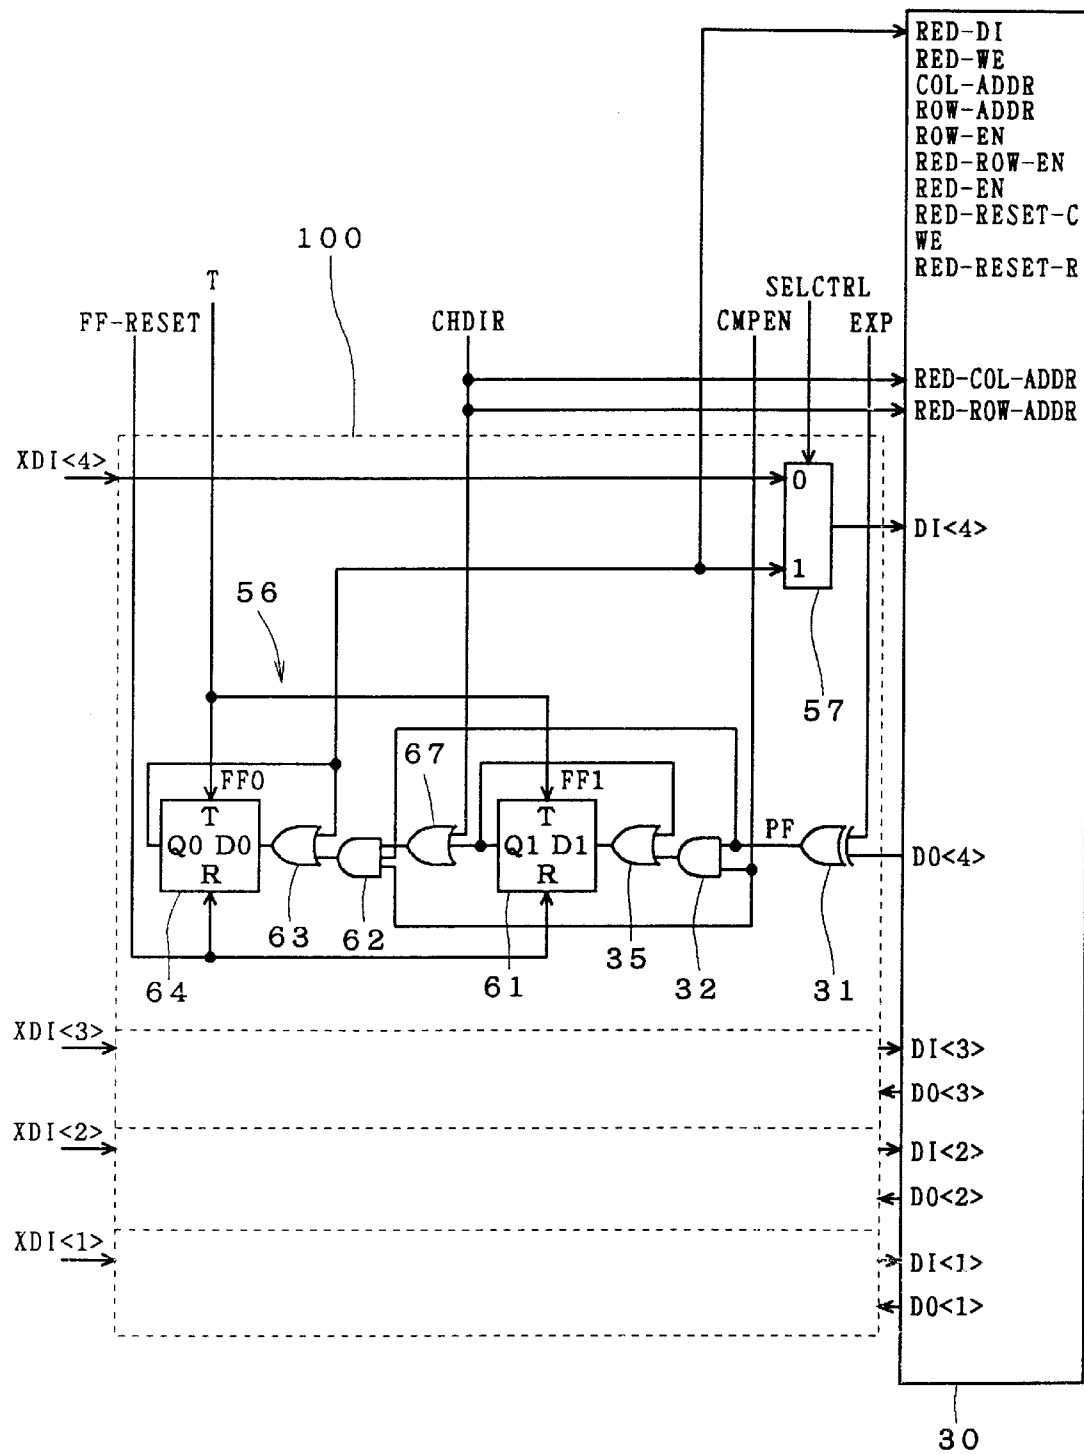 RED-DI
RED-WE
COL-ADDR
ROW-ADDR
ROW-EN
RED-ROW-EN
RED-EN
RED-RESET-C
WE
RED-RESET-R
100
T
SELCTRL
FF-RESET
CHDIR
CMPEN
EXP
RED-COL-ADDR
RED-ROW-ADDR
XDI<4>
0
DI<4>
1
56
57
67
FF0
FF1
T
T
PF
Q0 D0
Q1 D1
DO<4>
R
R
64
63
62
61
35
32
31
XDI<3>
DI<3>
DO<3>
XDI<2>
DI<2>
DO<2>
XDI<1>
DI<1>
DO<1>
30